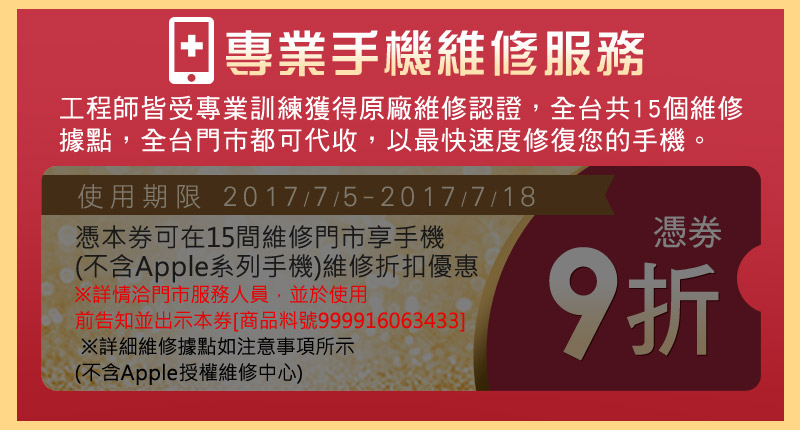 專業手機維修服務
工程師皆受專業訓練獲得原廠維修認證，全台共15個維修
據點，全台門市都可代收，以最快速度修復您的手機。
使用期限 2017/7/5-2017/7/18
憑本券可在15間維修門市享手機
(不含Apple系列手機)維修折扣優惠
※詳情洽門市服務人員，並於使用
前告知並出示本券[商品料號999916063433]
※詳細維修據點如注意事項所示
(不含Apple授權維修中心)
憑券
9折